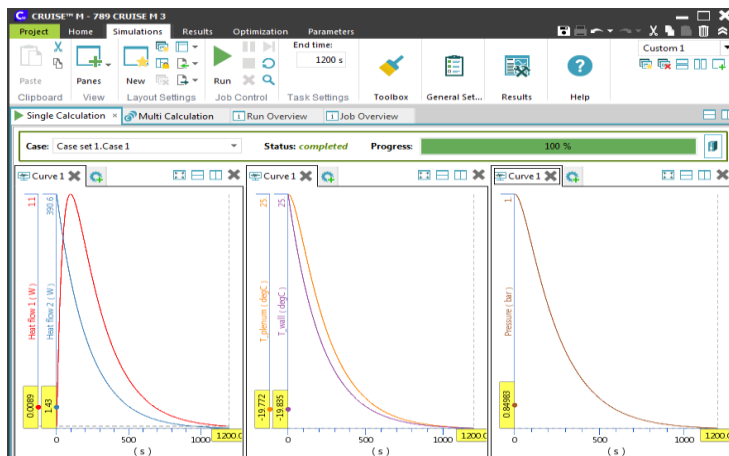 CRUISE™ M - 789 CRUISE M 3
Project Home Simulations Results Optimization Parameters
Paste Panes New Run End time: 1200 s Toolbox General Set... Results Help Custom 1
Clipboard View Layout Settings Job Control Task Settings
Single Calculation × Multi Calculation Run Overview Job Overview
Case: Case set 1.Case 1 Status: completed Progress: 100 %
Curve 1 Curve 1 Curve 1
1.1 390.6 25 25 1
Heat flow 1 ( W ) Heat flow 2 ( W ) T_plenum ( degC ) T_wall ( degC ) Pressure ( bar )
0.0089 1.43 -19.772 -19.835 0.84983
0 500 1000 1200.0 0 500 1000 1200.0 0 500 1000 1200.0
( s ) ( s ) ( s )